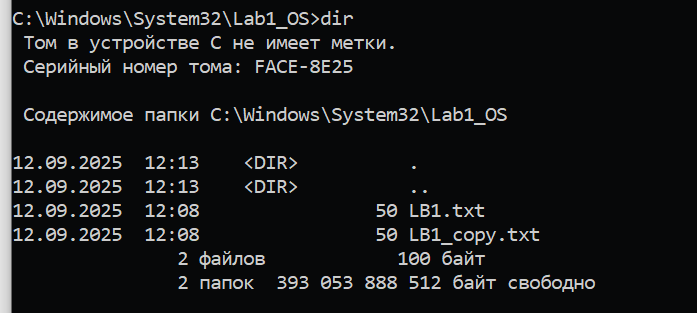 C:\Windows\System32\Lab1_OS>dir
Том в устройстве C не имеет метки.
Серийный номер тома: FACE-8E25
Содержимое папки C:\Windows\System32\Lab1_OS
12.09.2025  12:13    <DIR>          .
12.09.2025  12:13    <DIR>          ..
12.09.2025  12:08                50 LB1.txt
12.09.2025  12:08                50 LB1_copy.txt
2 файлов            100 байт
2 папок  393 053 888 512 байт свободно